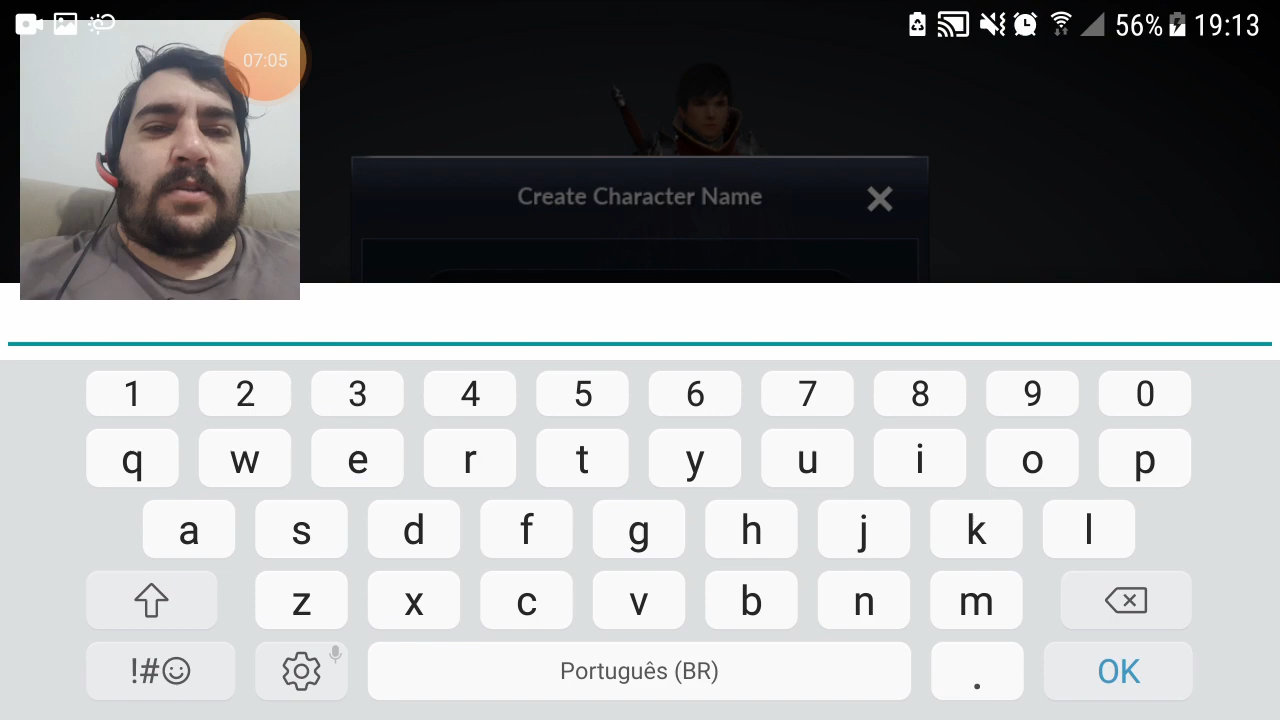 07:05
56% 19:13
Create Character Name
1 2 3 4 5 6 7 8 9 0
q w e r t y u i o p
a s d f g h j k l
z x c v b n m
!#☺ Português (BR) . OK